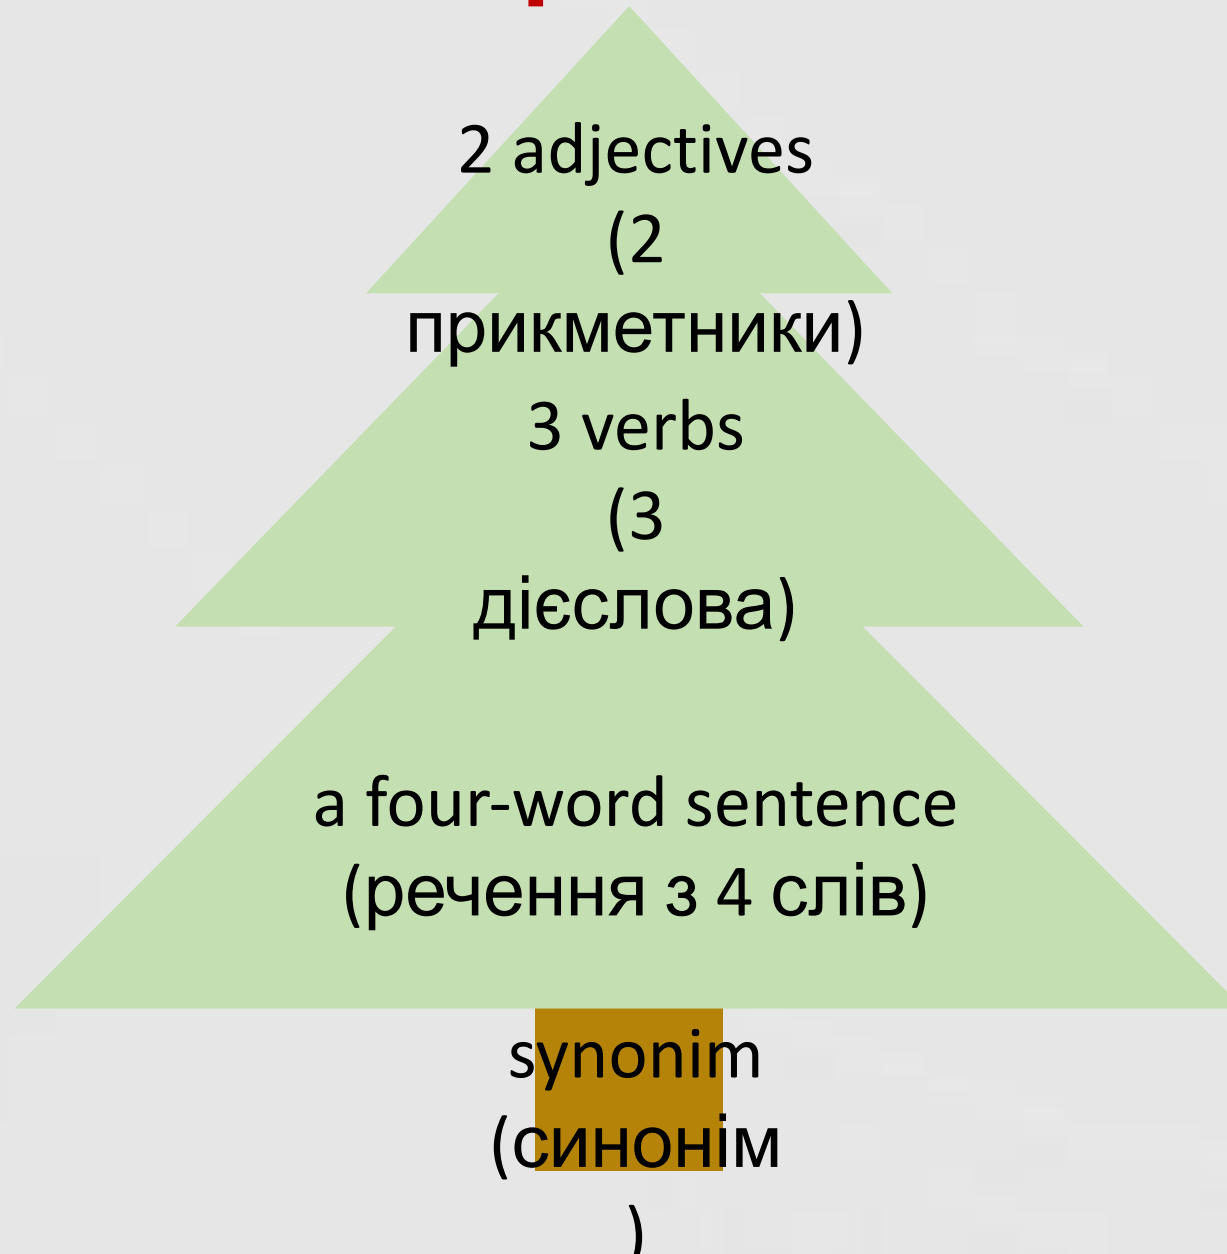 2 adjectives
(2
прикметники)
3 verbs
(3
дієслова)
a four-word sentence
(речення з 4 слів)
synonim
(синонім
)